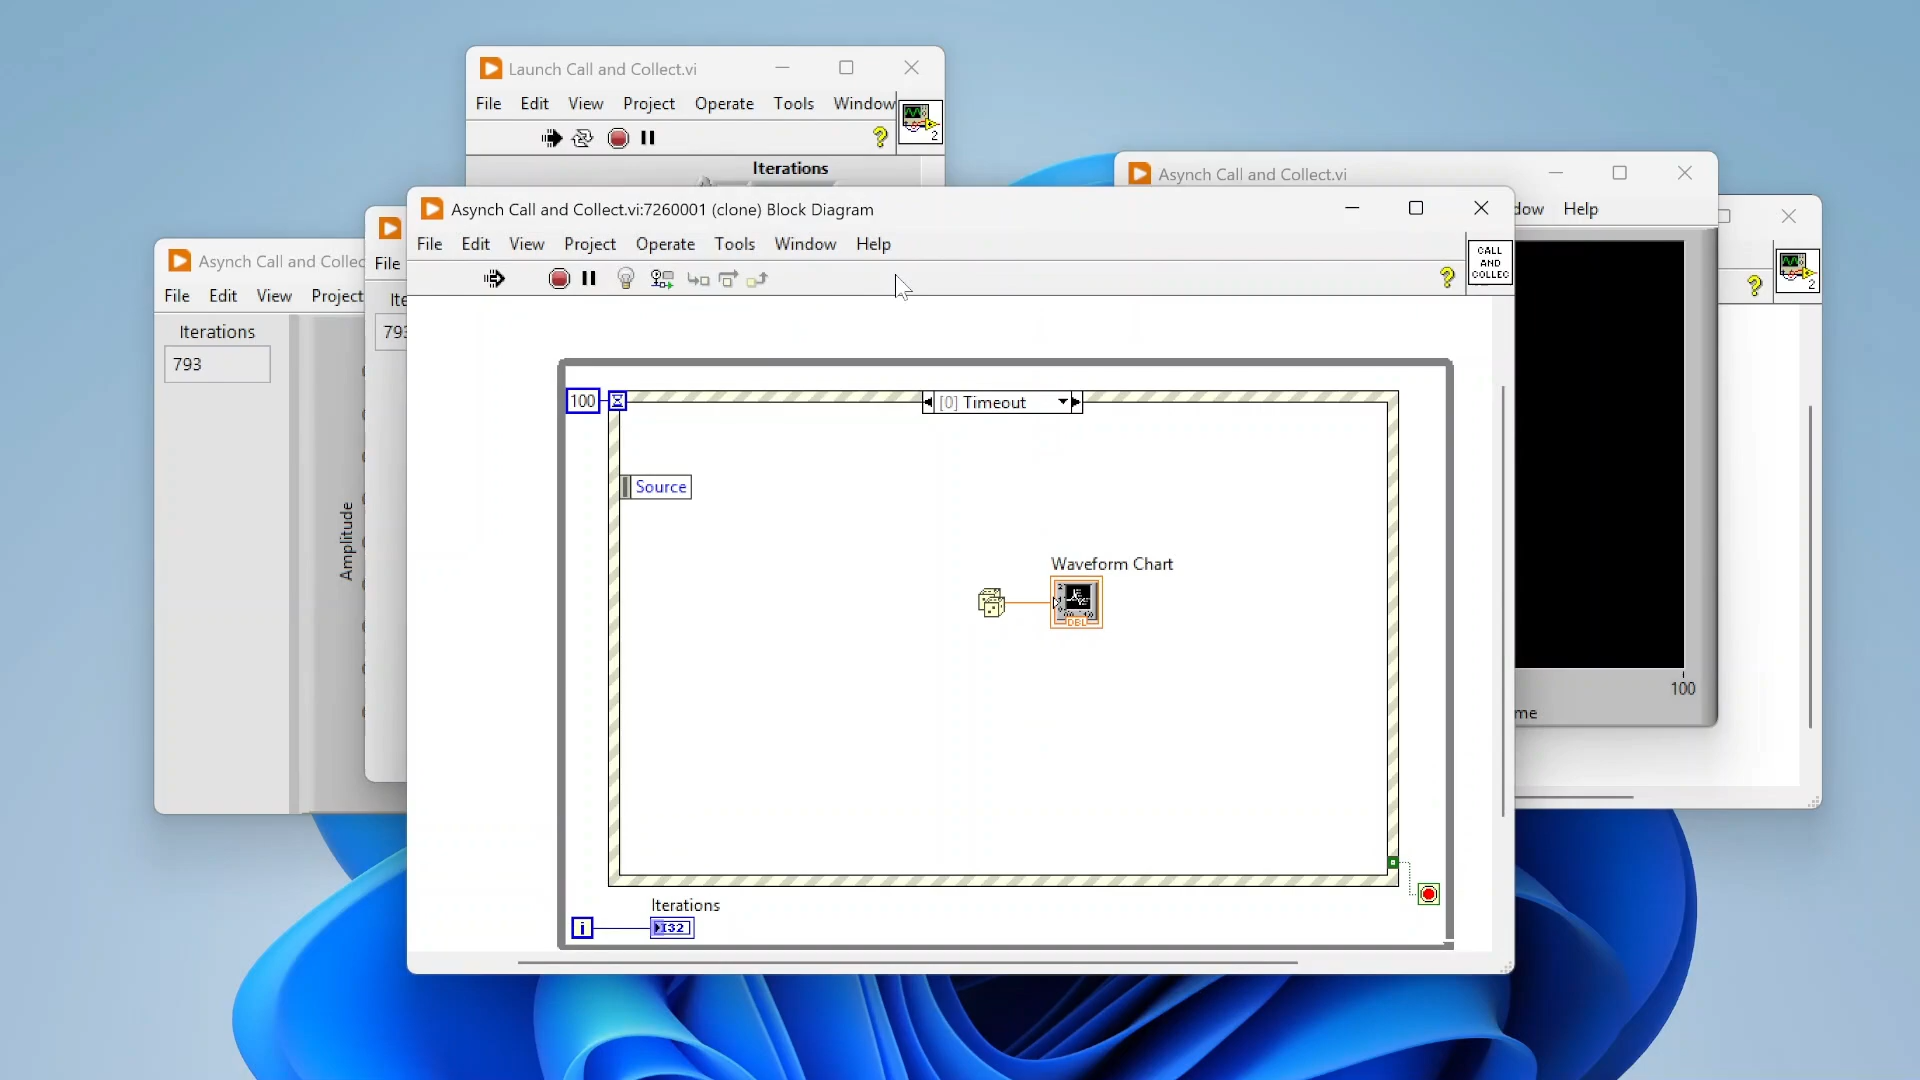 Launch Call and Collect.vi
File Edit View Project Operate Tools Window
2
Iterations
Asynch Call and Collect.vi
Help
2
Asynch Call and Collect.vi:7260001 (clone) Block Diagram
File Edit View Project Operate Tools Window Help
CALL
AND
COLLEC
Asynch Call and Collec
File Edit View Project
Iterations
793
Amplitude
File
Ite
793
100
[0] Timeout
Source
Waveform Chart
DBL
Iterations
i
I32
100
me